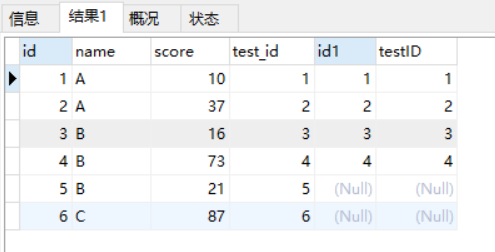 信息 结果1 概况 状态
id name score test_id id1 testID
1 A 10 1 1 1
2 A 37 2 2 2
3 B 16 3 3 3
4 B 73 4 4 4
5 B 21 5 (Null) (Null)
6 C 87 6 (Null) (Null)